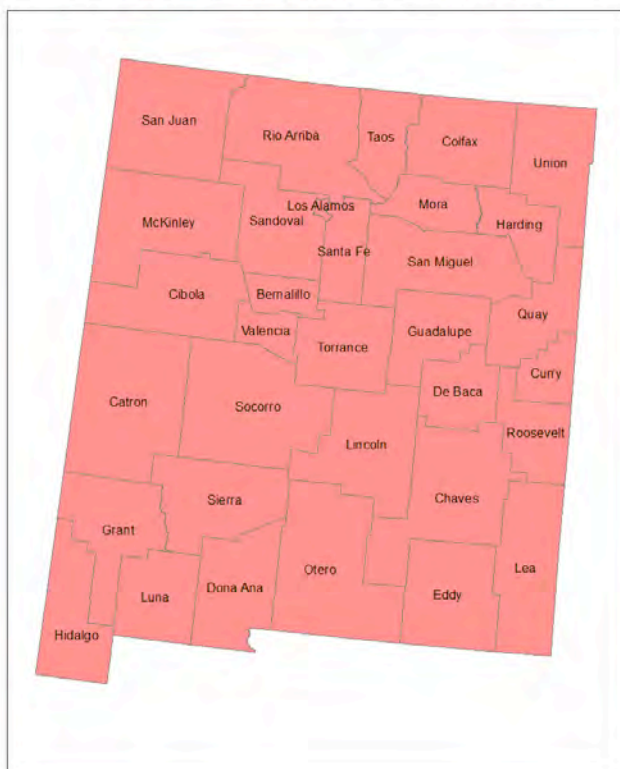 San Juan
Rio Arriba
Taos
Colfax
Union
Los Alamos
Mora
McKinley
Sandoval
Harding
Santa Fe
San Miguel
Cibola
Bernalillo
Quay
Valencia
Torrance
Guadalupe
Curry
De Baca
Catron
Socorro
Roosevelt
Lincoln
Sierra
Chaves
Grant
Lea
Otero
Dona Ana
Luna
Eddy
Hidalgo